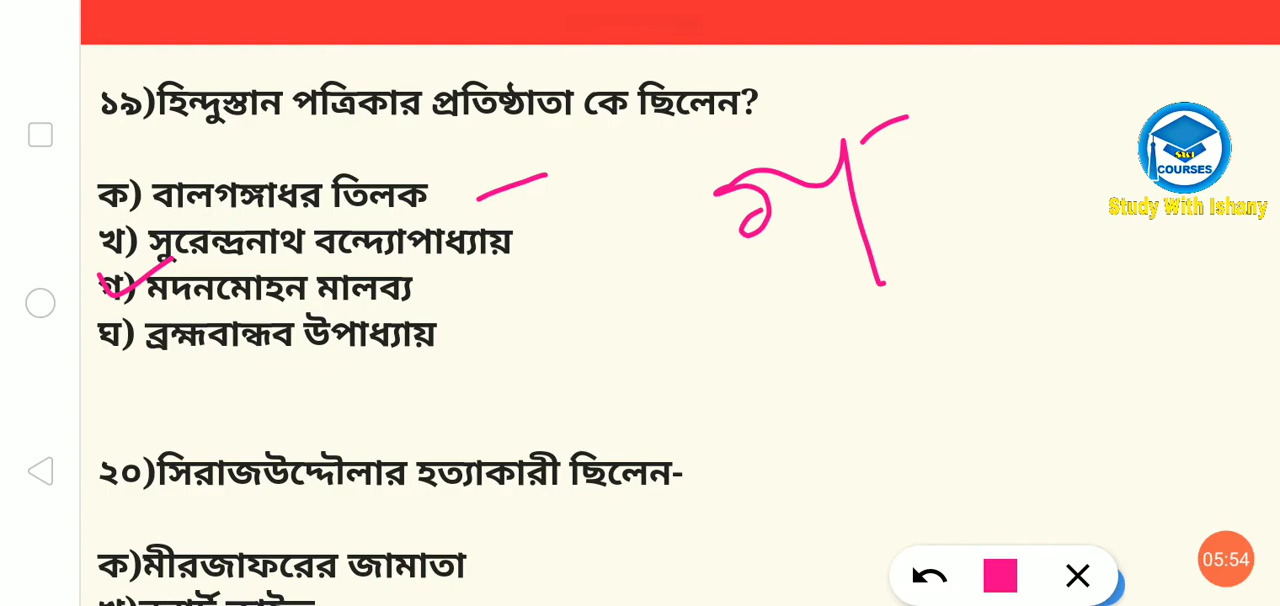 ১৯)হিন্দুস্তান পত্রিকার প্রতিষ্ঠাতা কে ছিলেন?
ক) বালগঙ্গাধর তিলক
খ) সুরেন্দ্রনাথ বন্দ্যোপাধ্যায়
গ) মদনমোহন মালব্য
ঘ) ব্রহ্মবান্ধব উপাধ্যায়
COURSES
Study With Ishany
২০)সিরাজউদ্দৌলার হত্যাকারী ছিলেন-
ক)মীরজাফরের জামাতা
05:54